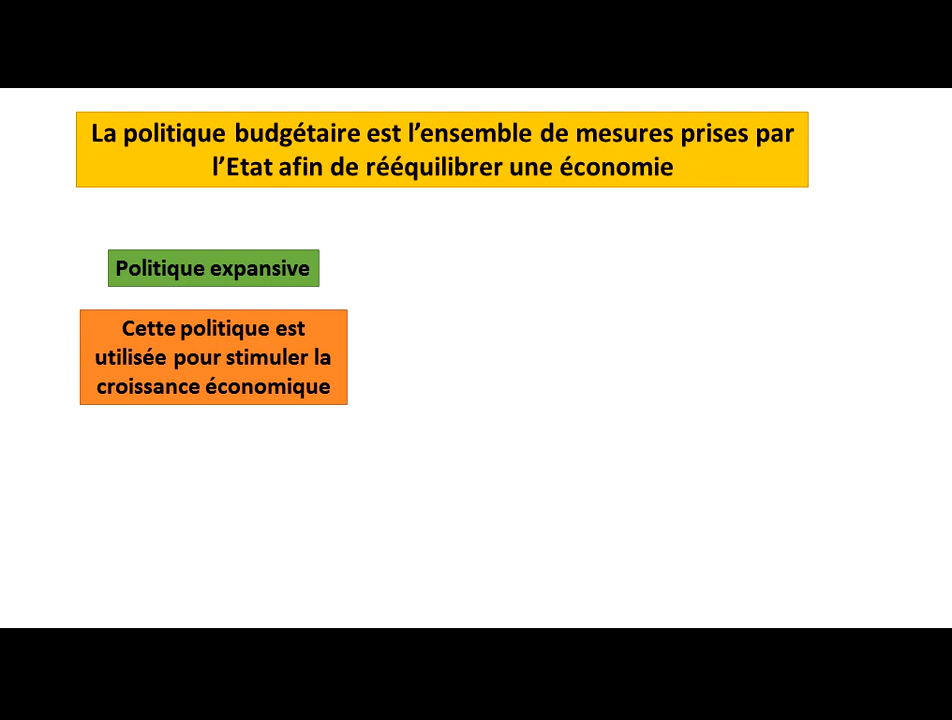 La politique budgétaire est l’ensemble de mesures prises par
l’Etat afin de rééquilibrer une économie
Politique expansive
Cette politique est
utilisée pour stimuler la
croissance économique